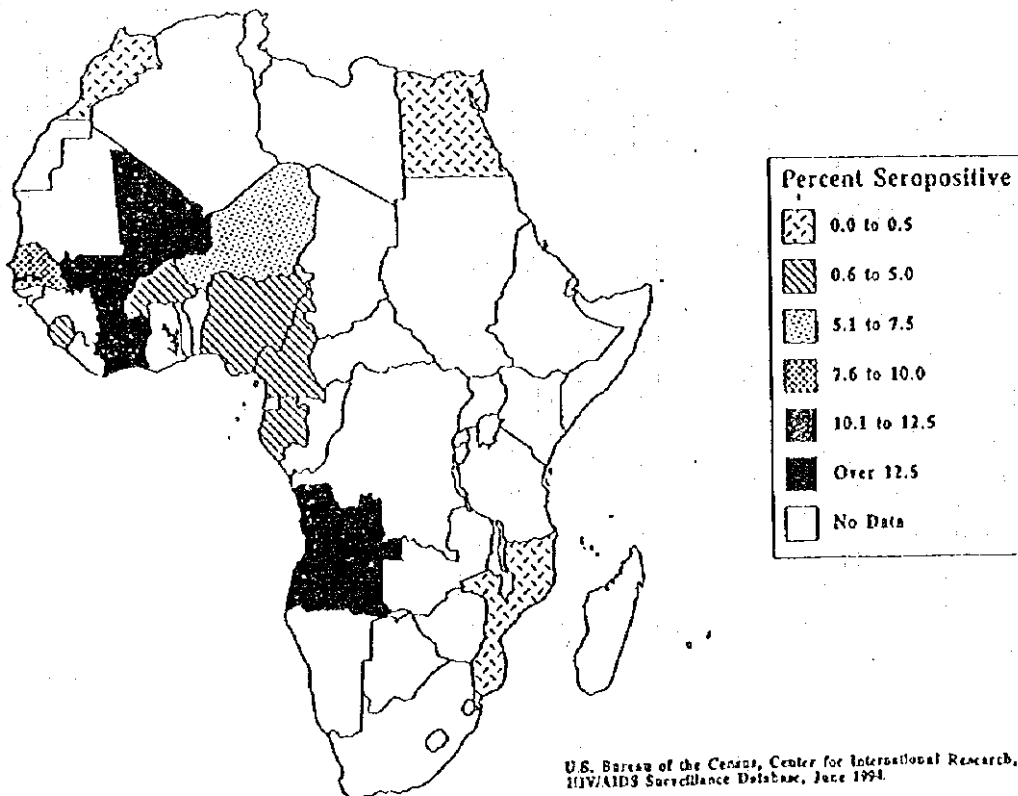 Percent Seropositive
0.0 to 0.5
0.6 to 5.0
5.1 to 7.5
7.6 to 10.0
10.1 to 12.5
Over 12.5
No Data
U.S. Bureau of the Census, Center for International Research,
HIV/AIDS Surveillance Database, June 1994.